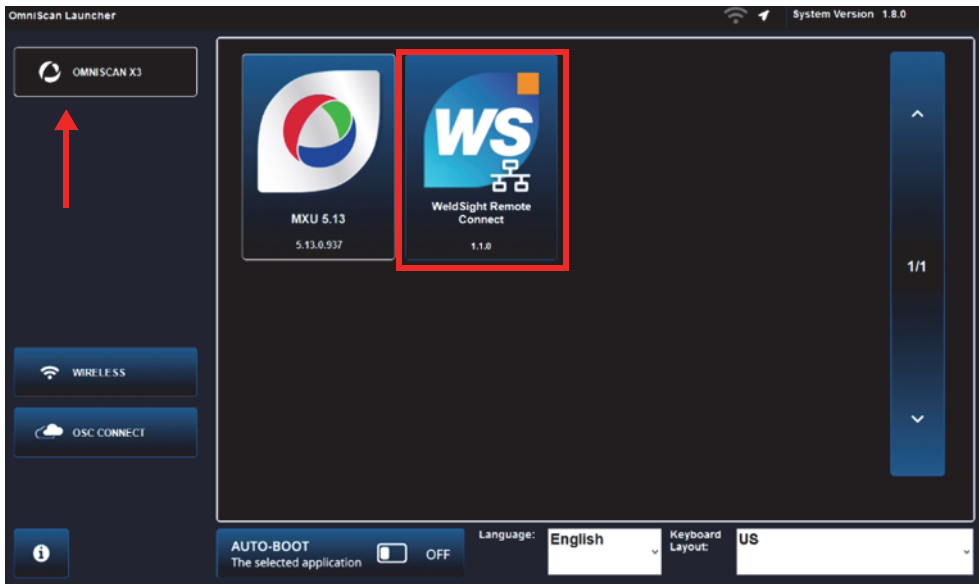 OmniScan Launcher
System Version 1.8.0
OMNISCAN X3
WS
MXU 5.13
5.13.0.937
WeldSight Remote
Connect
1.1.0
1/1
WIRELESS
OSC CONNECT
AUTO-BOOT
The selected application
OFF
Language:
English
Keyboard
Layout:
US